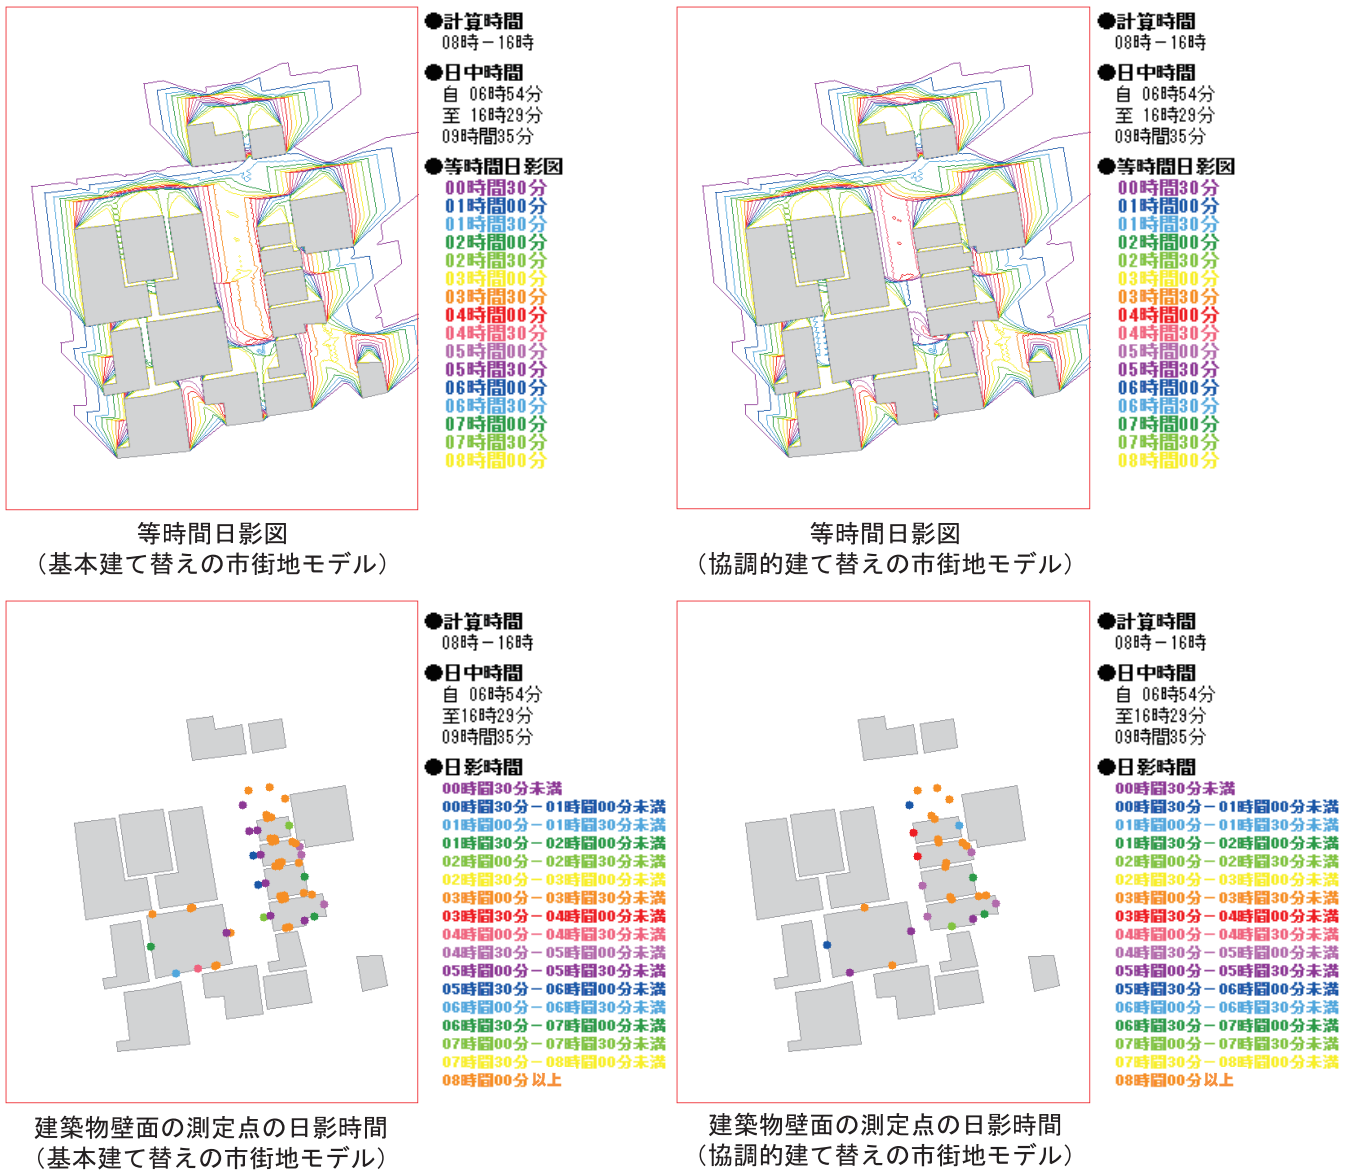 ●計算時間
08時－16時
●日中時間
自 06時54分
至 16時29分
09時間35分
●等時間日影図
00時間30分
01時間00分
01時間30分
02時間00分
02時間30分
03時間00分
03時間30分
04時間00分
04時間30分
05時間00分
05時間30分
06時間00分
06時間30分
07時間00分
07時間30分
08時間00分
等時間日影図
（基本建て替えの市街地モデル）
●計算時間
08時－16時
●日中時間
自 06時54分
至 16時29分
09時間35分
●等時間日影図
00時間30分
01時間00分
01時間30分
02時間00分
02時間30分
03時間00分
03時間30分
04時間00分
04時間30分
05時間00分
05時間30分
06時間00分
06時間30分
07時間00分
07時間30分
08時間00分
等時間日影図
（協調的建て替えの市街地モデル）
●計算時間
08時－16時
●日中時間
自 06時54分
至16時29分
09時間35分
●日影時間
00時間30分未満
00時間30分－01時間00分未満
01時間00分－01時間30分未満
01時間30分－02時間00分未満
02時間00分－02時間30分未満
02時間30分－03時間00分未満
03時間00分－03時間30分未満
03時間30分－04時間00分未満
04時間00分－04時間30分未満
04時間30分－05時間00分未満
05時間00分－05時間30分未満
05時間30分－06時間00分未満
06時間00分－06時間30分未満
06時間30分－07時間00分未満
07時間00分－07時間30分未満
07時間30分－08時間00分未満
08時間00分以上
建築物壁面の測定点の日影時間
（基本建て替えの市街地モデル）
●計算時間
08時－16時
●日中時間
自 06時54分
至16時29分
09時間35分
●日影時間
00時間30分未満
00時間30分－01時間00分未満
01時間00分－01時間30分未満
01時間30分－02時間00分未満
02時間00分－02時間30分未満
02時間30分－03時間00分未満
03時間00分－03時間30分未満
03時間30分－04時間00分未満
04時間00分－04時間30分未満
04時間30分－05時間00分未満
05時間00分－05時間30分未満
05時間30分－06時間00分未満
06時間00分－06時間30分未満
06時間30分－07時間00分未満
07時間00分－07時間30分未満
07時間30分－08時間00分未満
08時間00分以上
建築物壁面の測定点の日影時間
（協調的建て替えの市街地モデル）